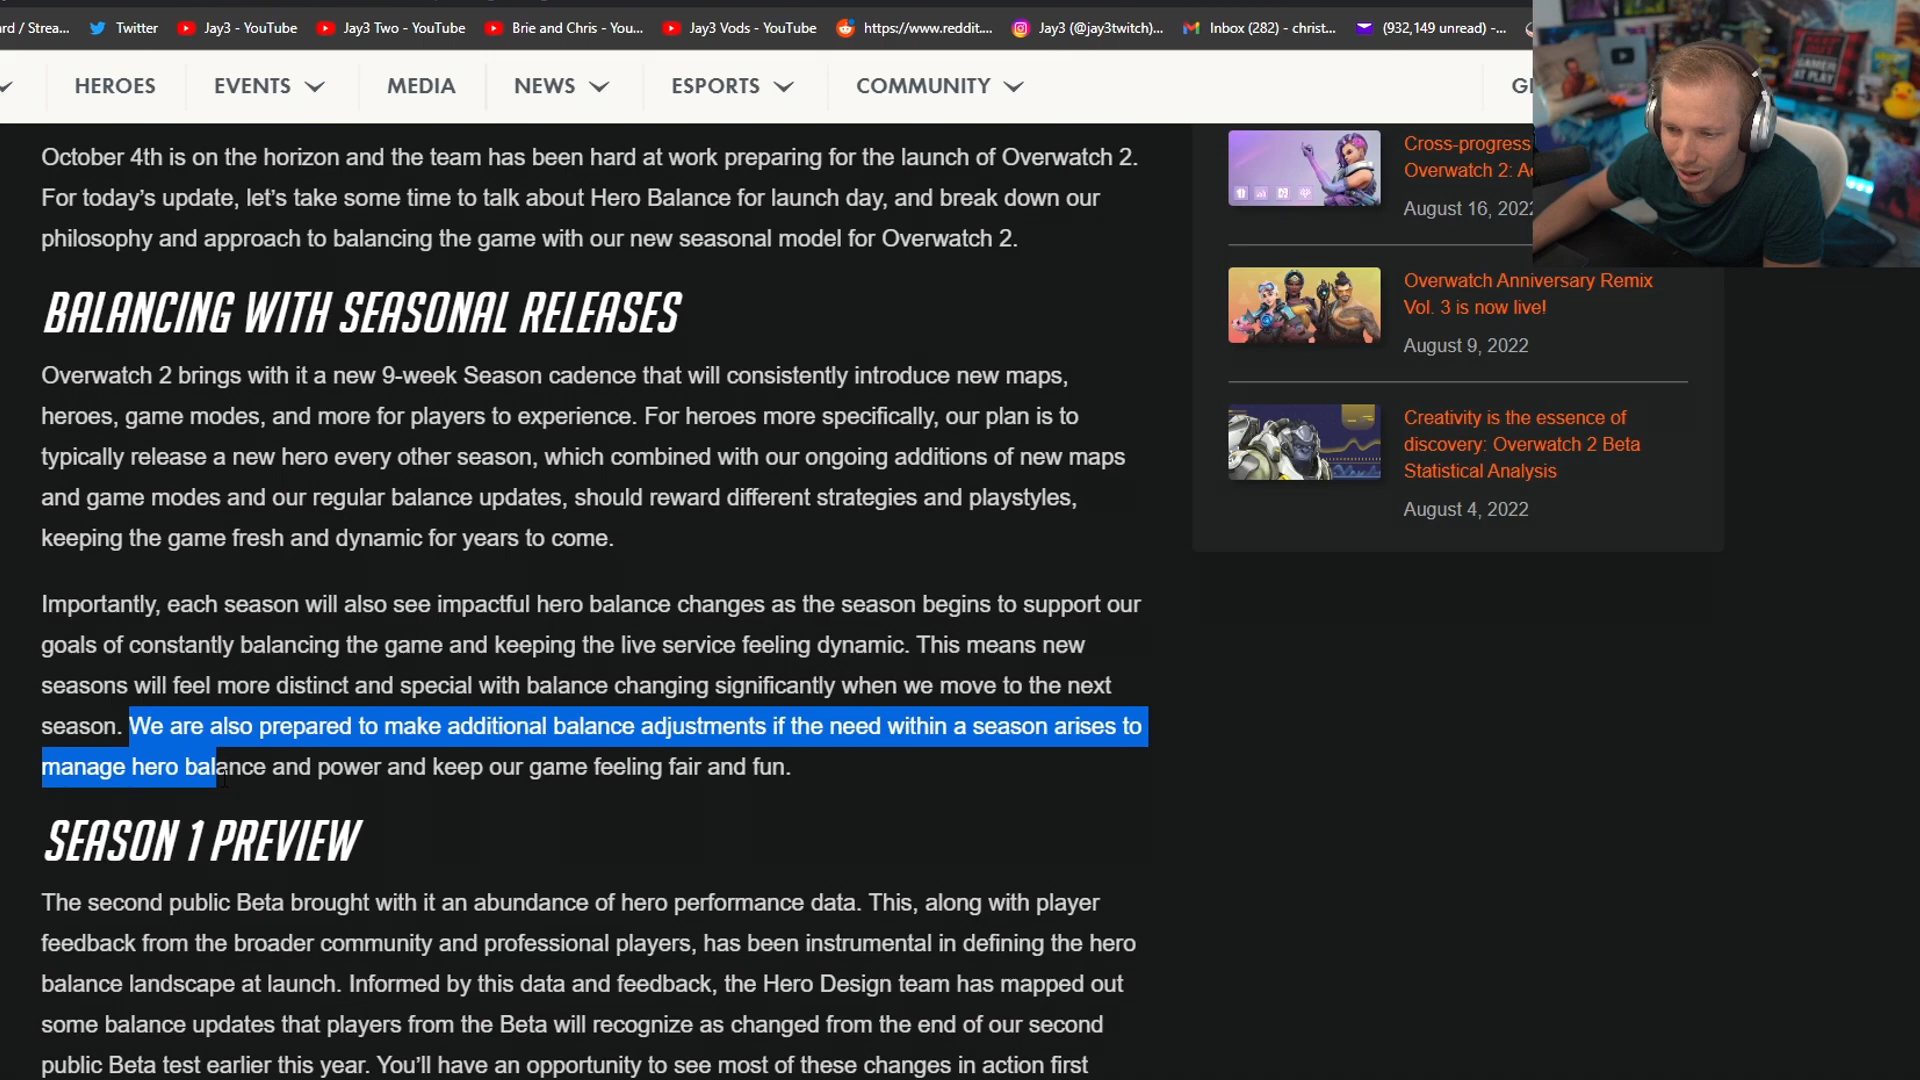 rd / Strea...
Twitter
Jay3 - YouTube
Jay3 Two - YouTube
Brie and Chris - You...
Jay3 Vods - YouTube
https://www.reddit....
Jay3 (@jay3twitch)...
Inbox (282) - christ...
(932,149 unread) -...
HEROES
EVENTS
MEDIA
NEWS
ESPORTS
COMMUNITY
October 4th is on the horizon and the team has been hard at work preparing for the launch of Overwatch 2.
For today’s update, let’s take some time to talk about Hero Balance for launch day, and break down our
philosophy and approach to balancing the game with our new seasonal model for Overwatch 2.
BALANCING WITH SEASONAL RELEASES
Overwatch 2 brings with it a new 9-week Season cadence that will consistently introduce new maps,
heroes, game modes, and more for players to experience. For heroes more specifically, our plan is to
typically release a new hero every other season, which combined with our ongoing additions of new maps
and game modes and our regular balance updates, should reward different strategies and playstyles,
keeping the game fresh and dynamic for years to come.
Importantly, each season will also see impactful hero balance changes as the season begins to support our
goals of constantly balancing the game and keeping the live service feeling dynamic. This means new
seasons will feel more distinct and special with balance changing significantly when we move to the next
season. We are also prepared to make additional balance adjustments if the need within a season arises to
manage hero balance and power and keep our game feeling fair and fun.
SEASON 1 PREVIEW
The second public Beta brought with it an abundance of hero performance data. This, along with player
feedback from the broader community and professional players, has been instrumental in defining the hero
balance landscape at launch. Informed by this data and feedback, the Hero Design team has mapped out
some balance updates that players from the Beta will recognize as changed from the end of our second
public Beta test earlier this year. You’ll have an opportunity to see most of these changes in action first
Cross-progress
Overwatch 2: A
August 16, 2022
Overwatch Anniversary Remix
Vol. 3 is now live!
August 9, 2022
Creativity is the essence of
discovery: Overwatch 2 Beta
Statistical Analysis
August 4, 2022